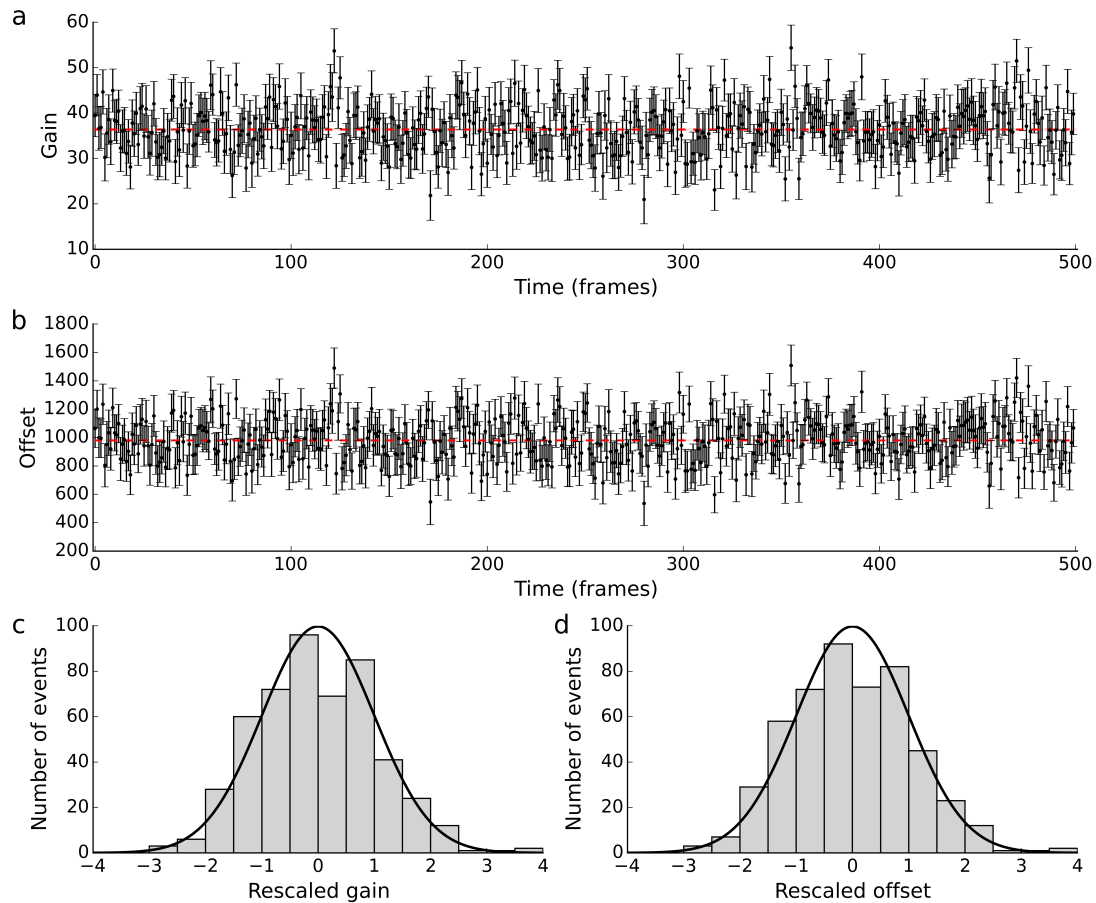 a
60
50
40
30
20
10
Gain
0 100 200 300 400 500
Time (frames)
b
1800
1600
1400
1200
1000
800
600
400
200
Offset
0 100 200 300 400 500
Time (frames)
c
100
80
60
40
20
0
Number of events
−4 −3 −2 −1 0 1 2 3 4
Rescaled gain
d
100
80
60
40
20
0
Number of events
−4 −3 −2 −1 0 1 2 3 4
Rescaled offset